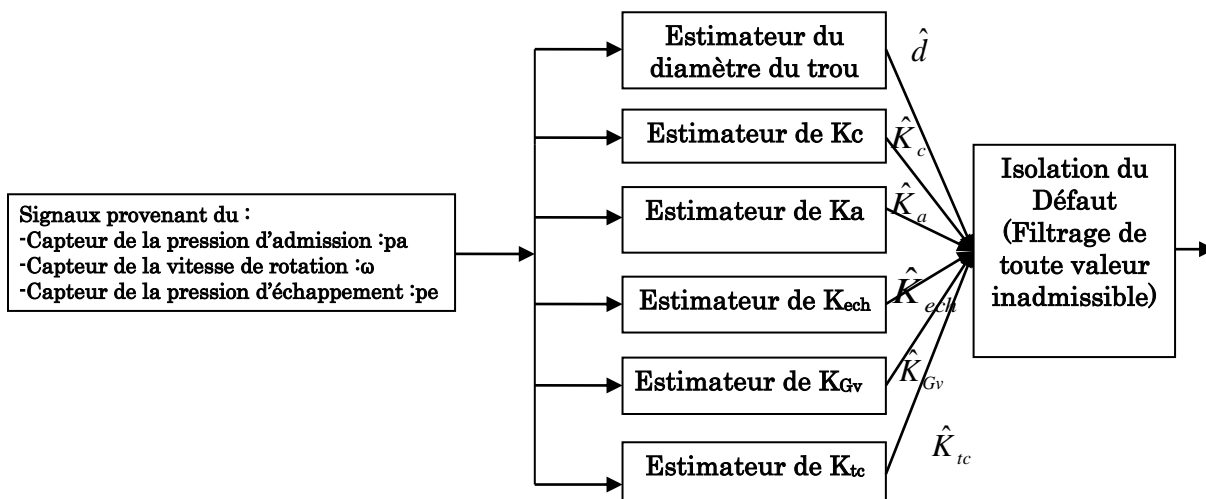 Estimateur du
diamètre du trou
d̂
Estimateur de Kc
K̂c
Estimateur de Ka
K̂a
Signaux provenant du :
-Capteur de la pression d'admission :pa
-Capteur de la vitesse de rotation :ω
-Capteur de la pression d'échappement :pe
Isolation du
Défaut
(Filtrage de
toute valeur
inadmissible)
Estimateur de Kech
K̂ech
Estimateur de KGv
K̂Gv
Estimateur de Ktc
K̂tc